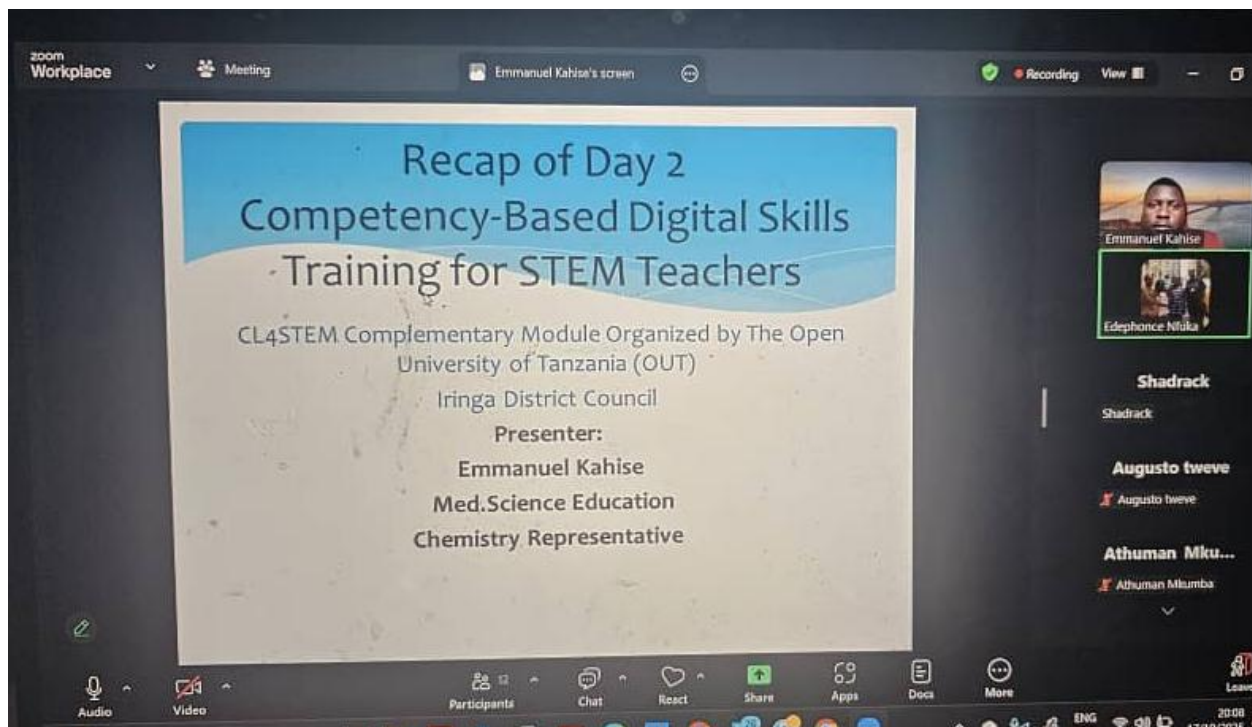 zoom
Workplace
Meeting
Emmanuel Kahise's screen
Recording
View
Recap of Day 2
Competency-Based Digital Skills
Training for STEM Teachers
CL4STEM Complementary Module Organized by The Open
University of Tanzania (OUT)
Iringa District Council
Presenter:
Emmanuel Kahise
Med.Science Education
Chemistry Representative
Emmanuel Kahise
Edephonce Nfuka
Shadrack
Shadrack
Augusto tweve
Augusto tweve
Athuman Mku...
Athuman Mkumba
Audio
Video
Participants
12
Chat
React
Share
Apps
Docs
More
Leave
ENG
20:08